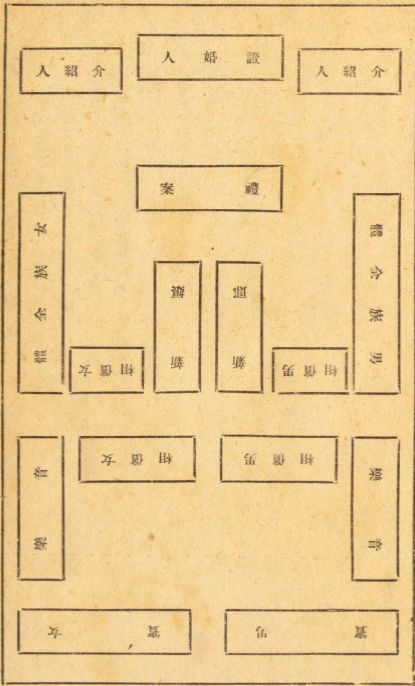 介紹人
證婚人
介紹人
禮案
男族全體
女族全體
新郎
新娘
男儐相
女儐相
男儐相
女儐相
音樂
音樂
男賓
女賓